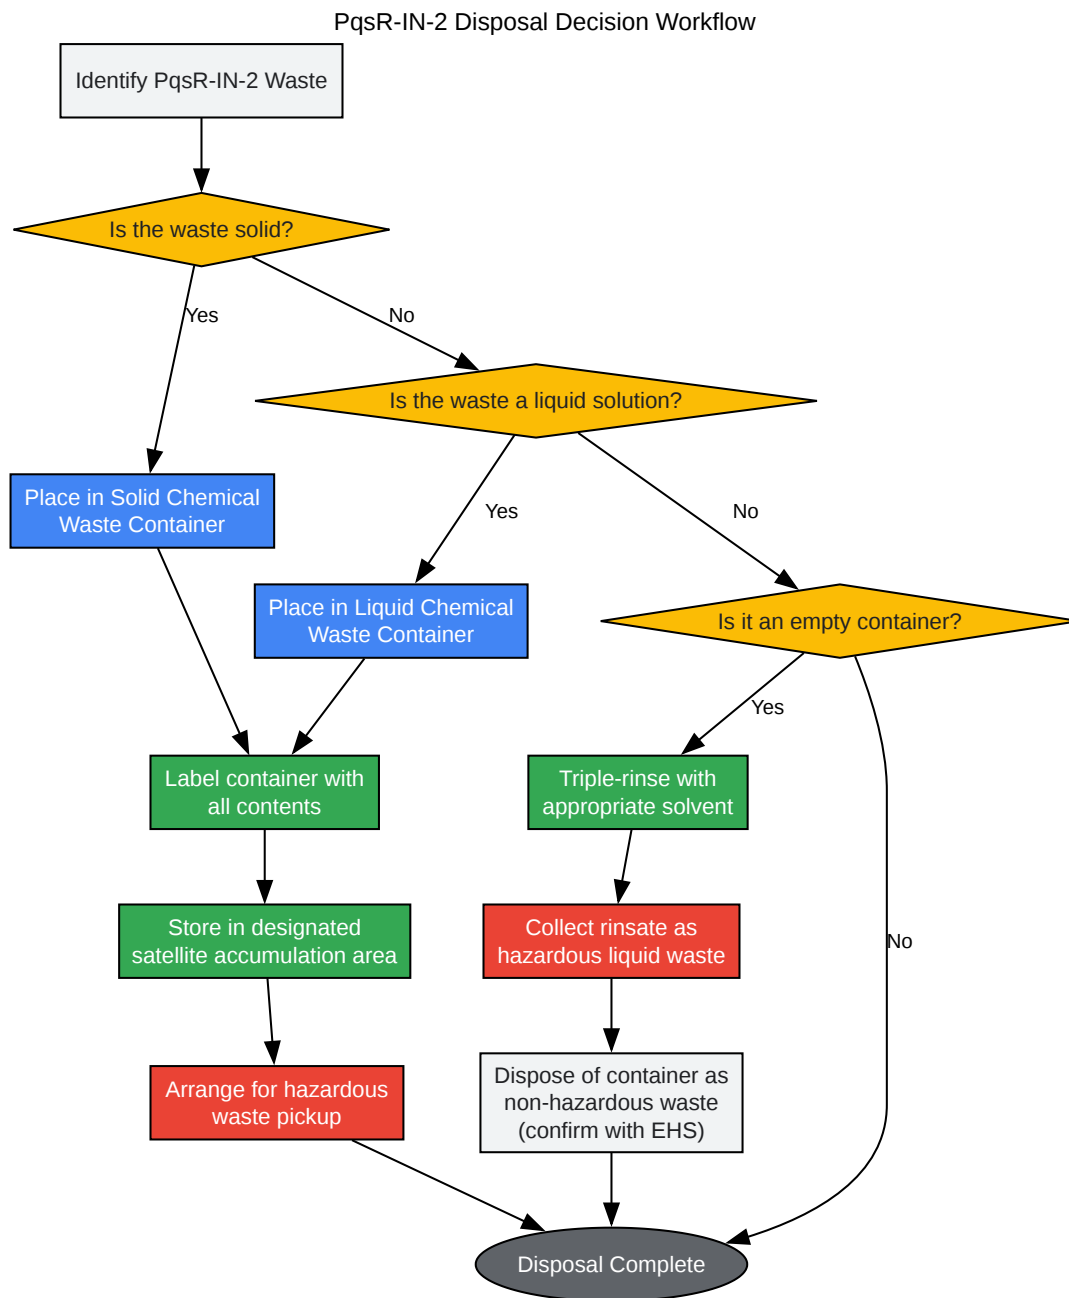 PqsR-IN-2 Disposal Decision Workflow
Identify PqsR-IN-2 Waste
Is the waste solid?
Yes
No
Is the waste a liquid solution?
Place in Solid Chemical
Waste Container
Yes
No
Place in Liquid Chemical
Waste Container
Is it an empty container?
Yes
Label container with
all contents
Triple-rinse with
appropriate solvent
Store in designated
satellite accumulation area
Collect rinsate as
hazardous liquid waste
No
Arrange for hazardous
waste pickup
Dispose of container as
non-hazardous waste
(confirm with EHS)
Disposal Complete